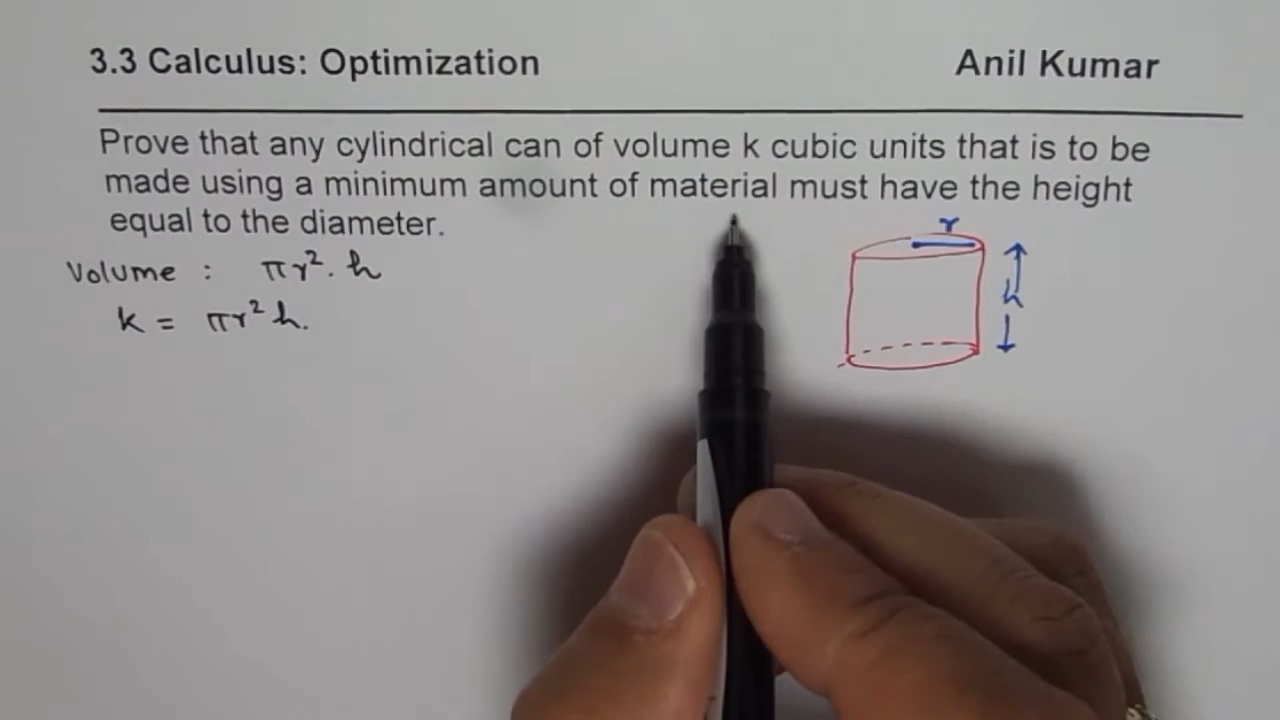 3.3 Calculus: Optimization Anil Kumar
Prove that any cylindrical can of volume k cubic units that is to be
made using a minimum amount of material must have the height
equal to the diameter.
r
Volume : πr². h
h
k = πr² h.